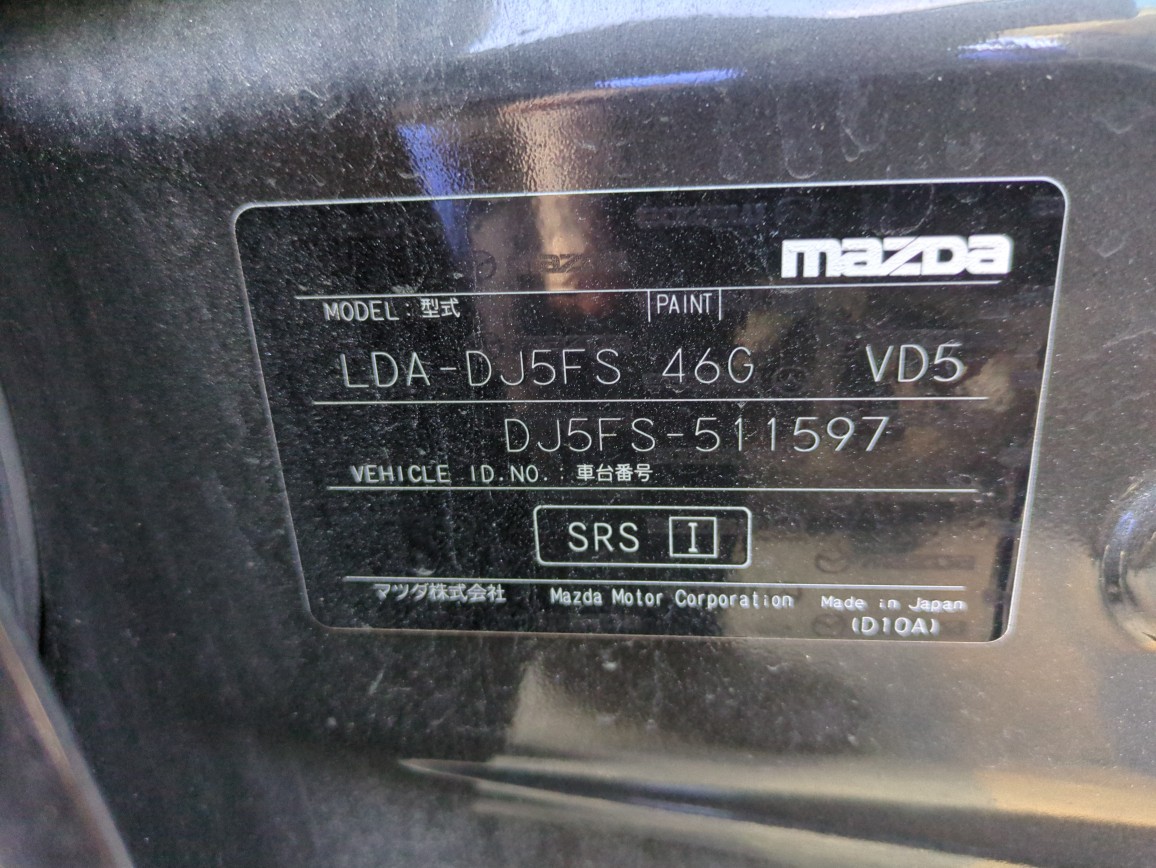 mazda
MODEL : 型式 PAINT
LDA-DJ5FS 46G VD5
DJ5FS-511597
VEHICLE ID.NO. : 車台番号
SRS I
マツダ株式会社 Mazda Motor Corporation Made in Japan
(D10A)